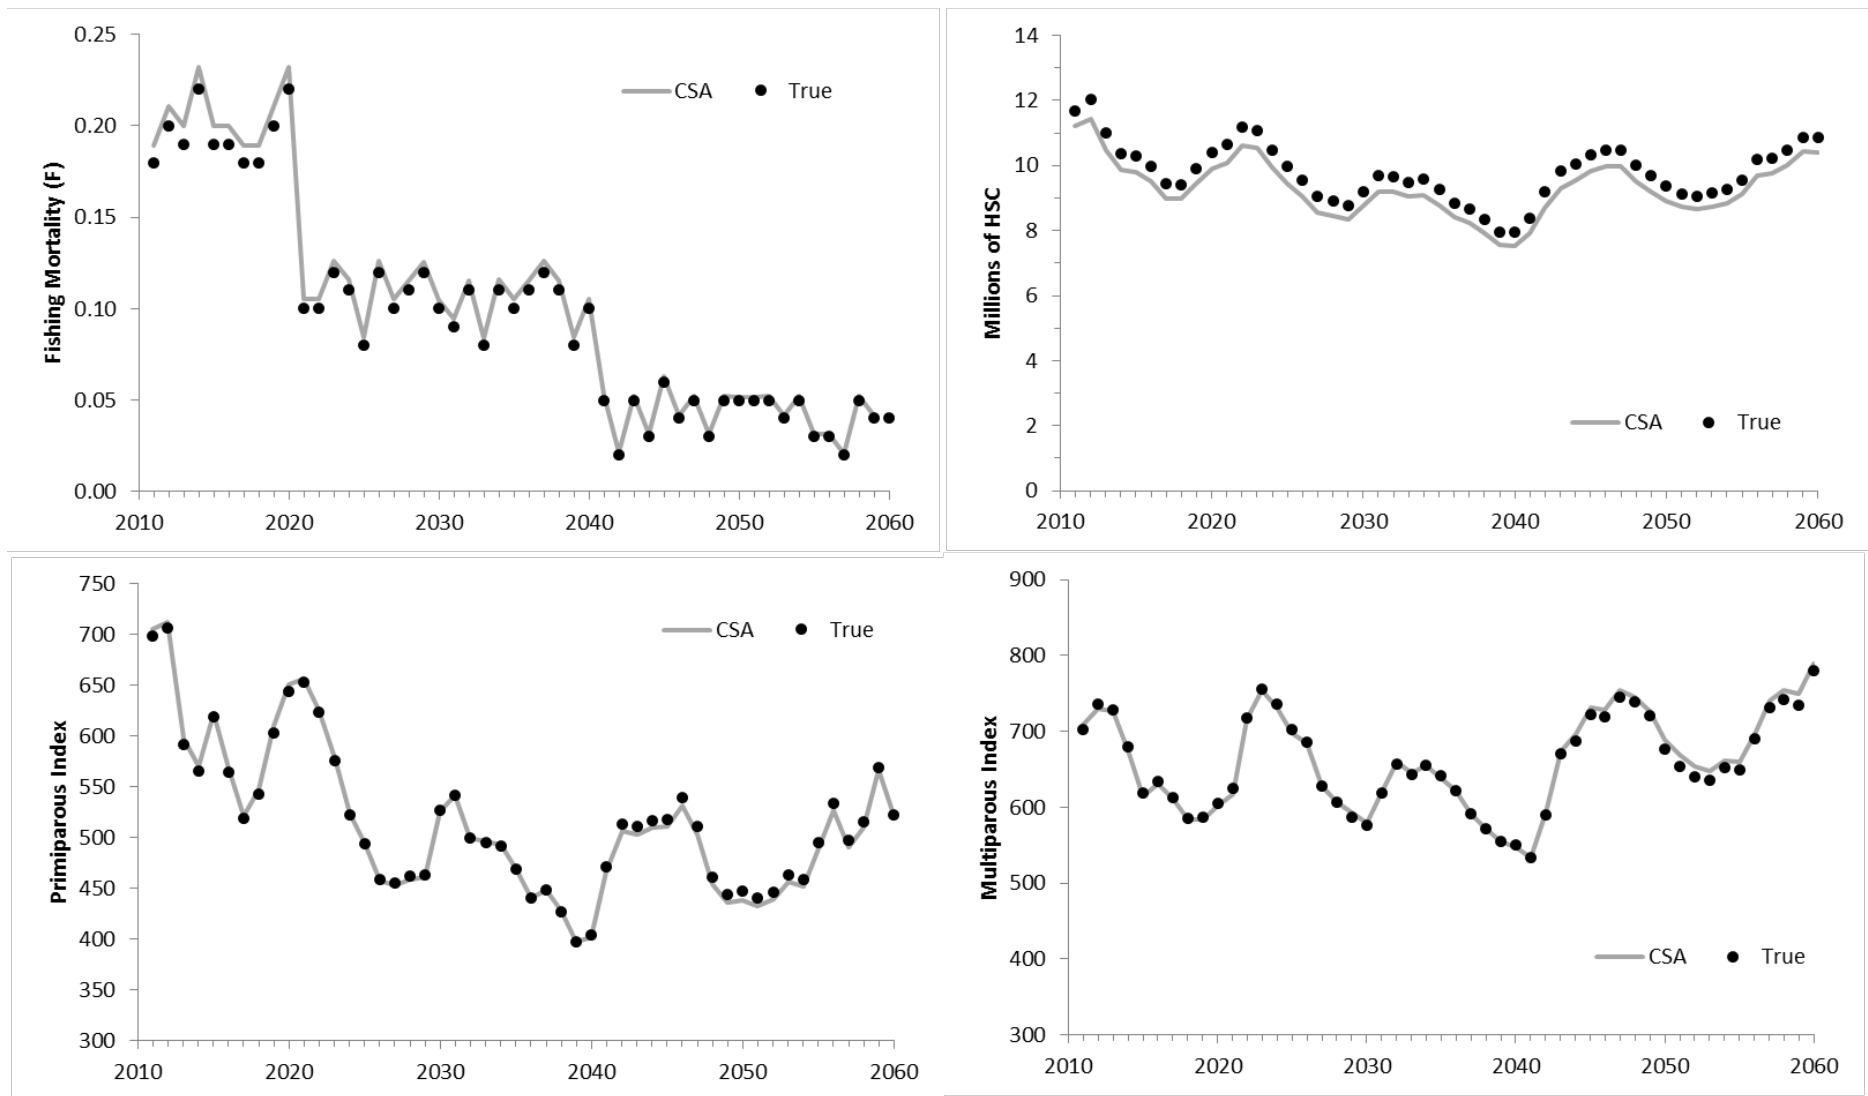 0.25
0.20
0.15
0.10
0.05
0.00
Fishing Mortality (F)
CSA True
2010 2020 2030 2040 2050 2060
14
12
10
8
6
4
2
0
Millions of HSC
CSA True
2010 2020 2030 2040 2050 2060
750
700
650
600
550
500
450
400
350
300
Primiparous Index
CSA True
2010 2020 2030 2040 2050 2060
900
800
700
600
500
400
300
Multiparous Index
CSA True
2010 2020 2030 2040 2050 2060